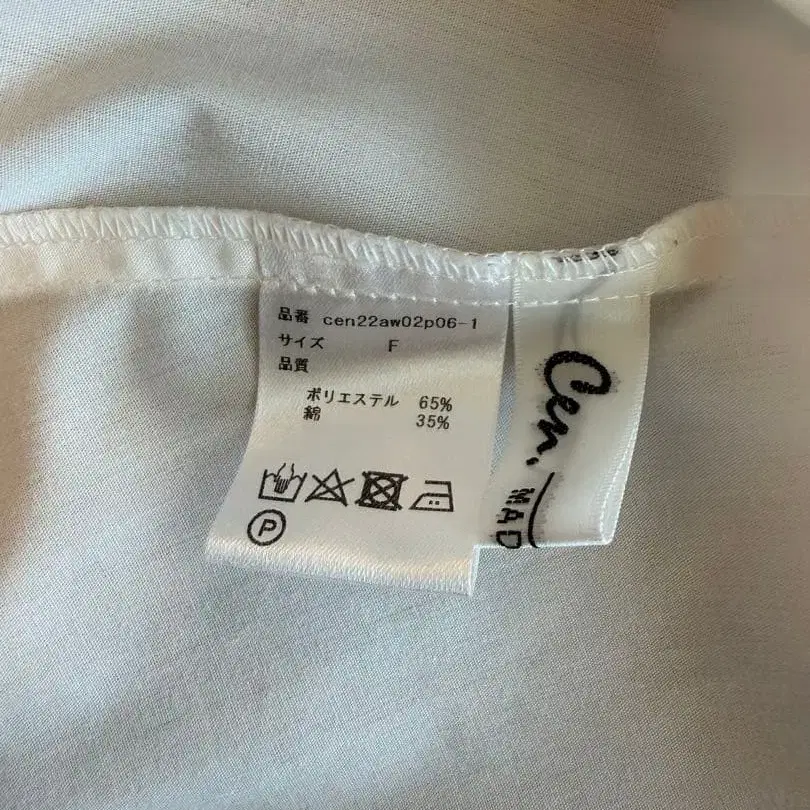 品番 cen22aw02p06-1
サイズ F
品質
ポリエステル 65%
綿 35%
P
Cen.
MAD